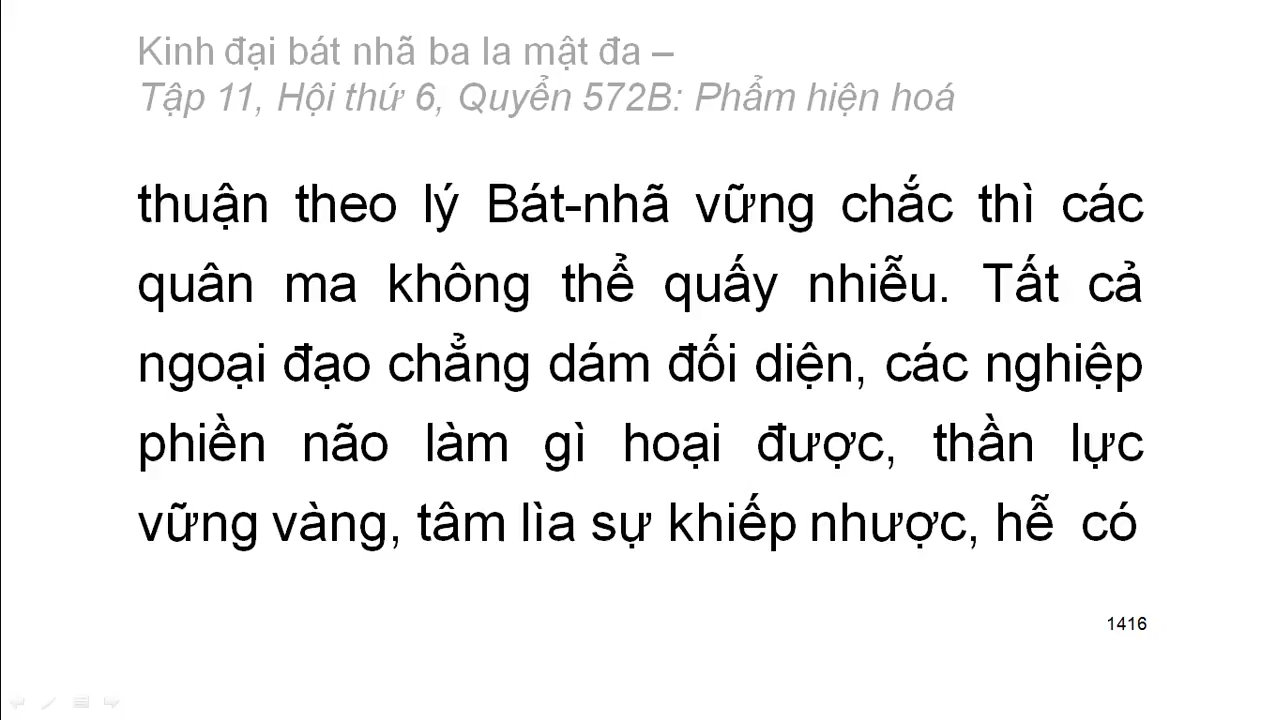 Kinh đại bát nhã ba la mật đa –
Tập 11, Hội thứ 6, Quyển 572B: Phẩm hiện hoá
thuận theo lý Bát-nhã vững chắc thì các
quân ma không thể quấy nhiễu. Tất cả
ngoại đạo chẳng dám đối diện, các nghiệp
phiền não làm gì hoại được, thần lực
vững vàng, tâm lìa sự khiếp nhược, hễ có
1416